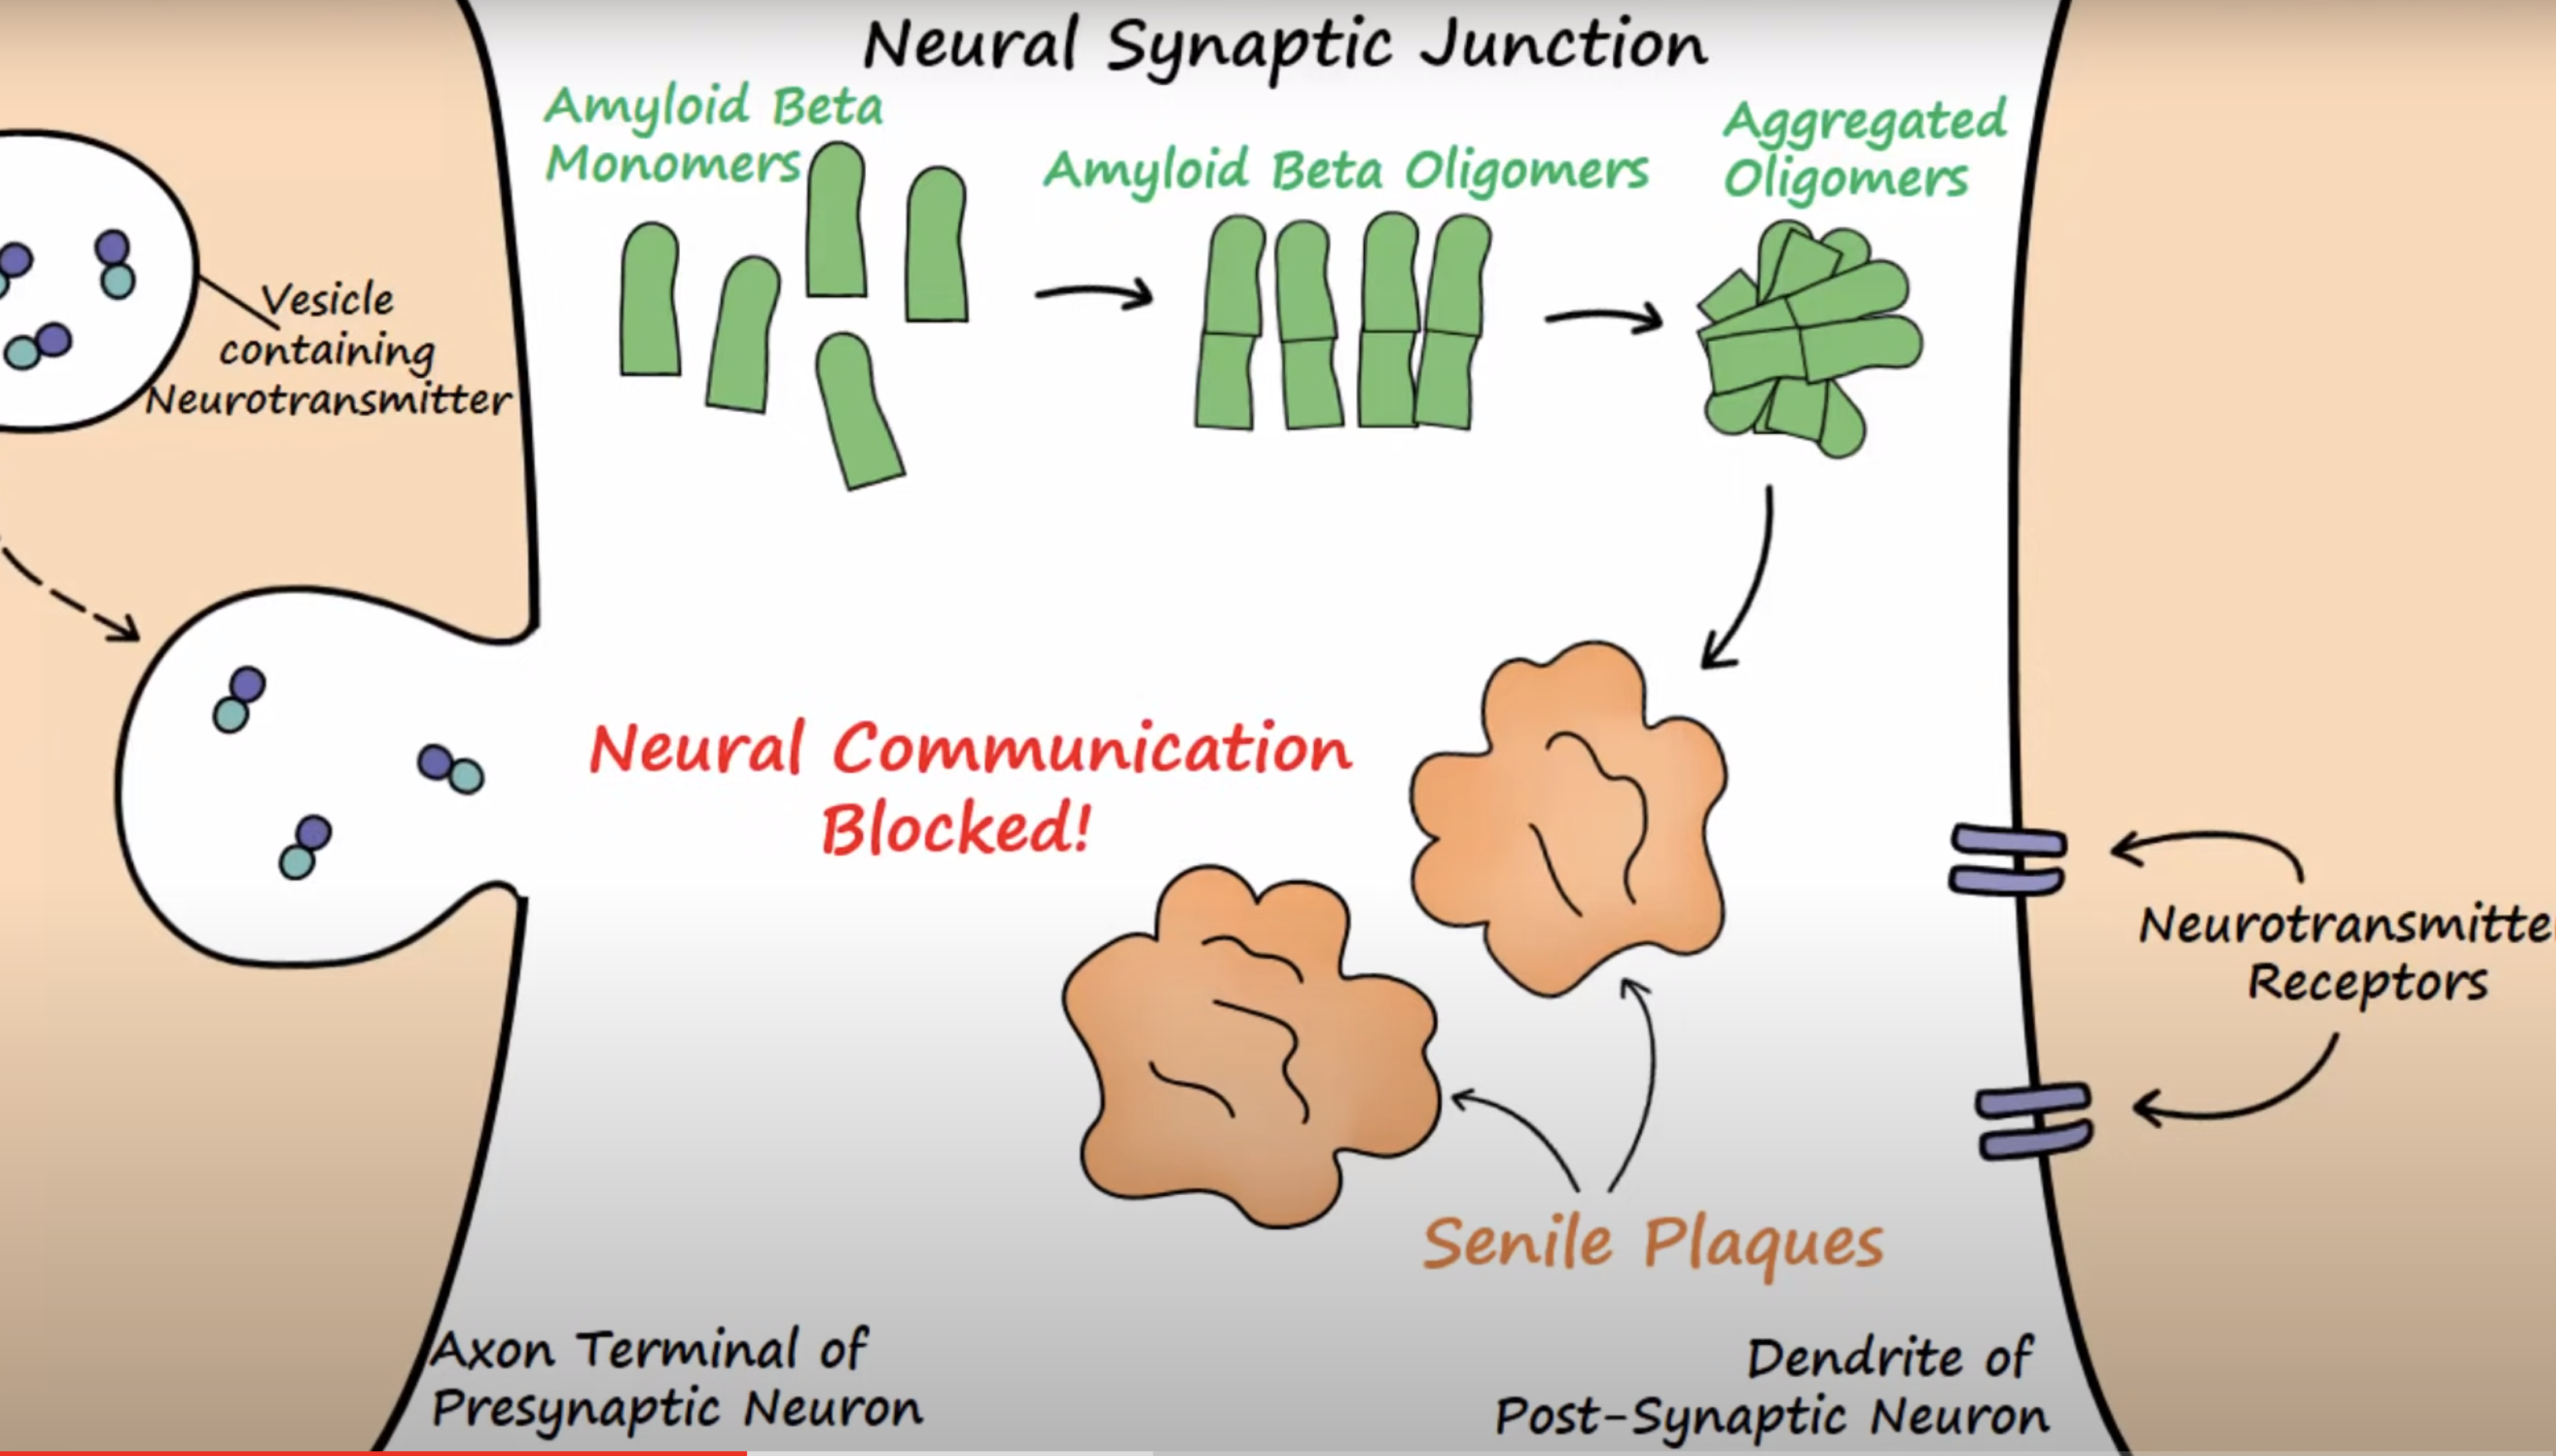 Neural Synaptic Junction
Amyloid Beta
Monomers
Amyloid Beta Oligomers
Aggregated
Oligomers
Vesicle
containing
Neurotransmitter
Neural Communication
Blocked!
Neurotransmitte
Receptors
Senile Plaques
Axon Terminal of
Presynaptic Neuron
Dendrite of
Post-Synaptic Neuron